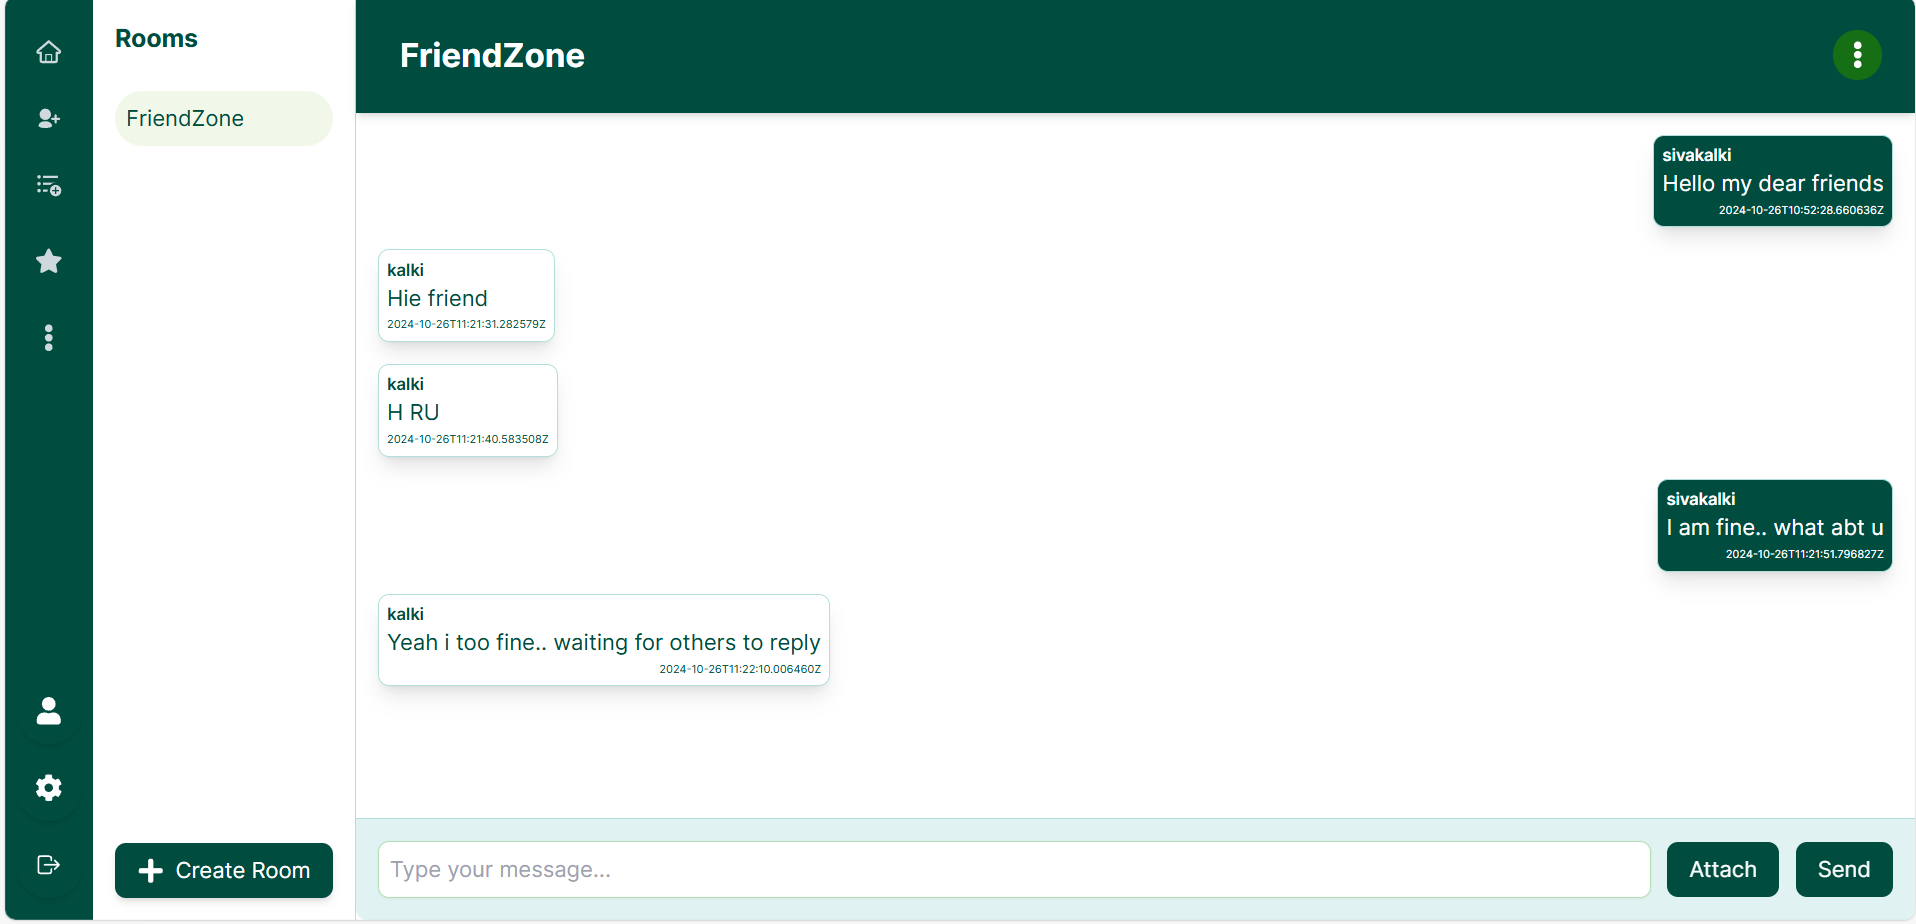 Rooms
FriendZone
Create Room
FriendZone
sivakalki
Hello my dear friends
2024-10-26T10:52:28.660636Z
kalki
Hie friend
2024-10-26T11:21:31.282579Z
kalki
H RU
2024-10-26T11:21:40.583508Z
sivakalki
I am fine.. what abt u
2024-10-26T11:21:51.796827Z
kalki
Yeah i too fine.. waiting for others to reply
2024-10-26T11:22:10.006460Z
Type your message...
Attach
Send